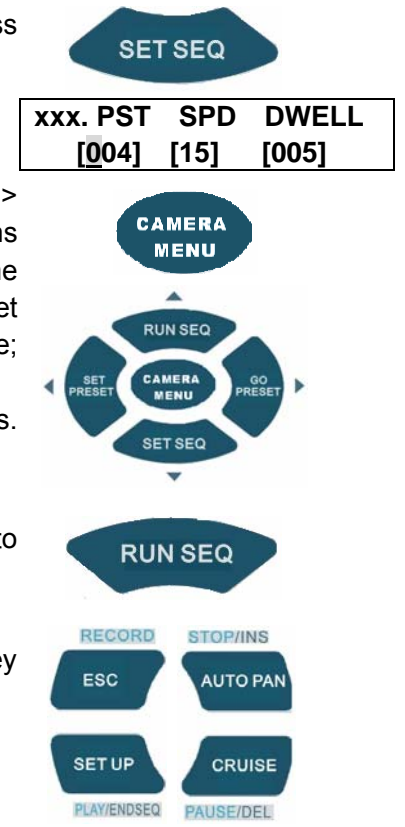 SET SEQ
xxx. PST SPD DWELL
[004] [15] [005]
>
CAMERA
MENU
RUN SEQ
SET
PRESET
CAMERA
MENU
GO
PRESET
SET SEQ
s.
to
RUN SEQ
RECORD STOP/INS
ESC AUTO PAN
SET UP CRUISE
PLAY/ENDSEQ PAUSE/DEL